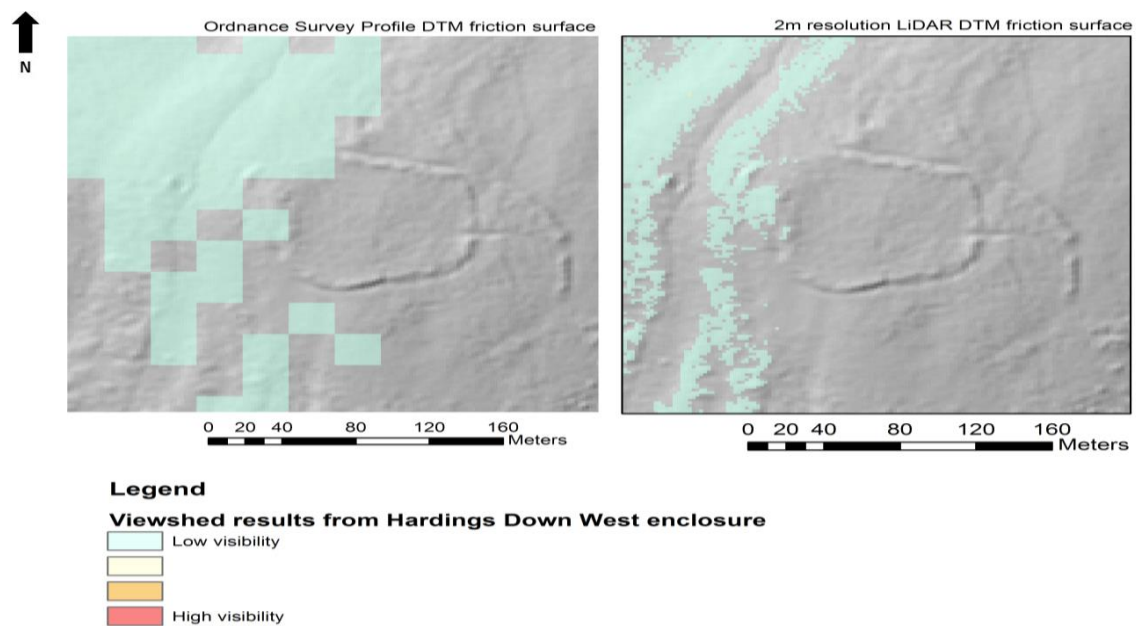 Ordnance Survey Profile DTM friction surface
2m resolution LiDAR DTM friction surface
N
0 20 40 80 120 160
Meters
0 20 40 80 120 160
Meters
Legend
Viewshed results from Hardings Down West enclosure
Low visibility
High visibility